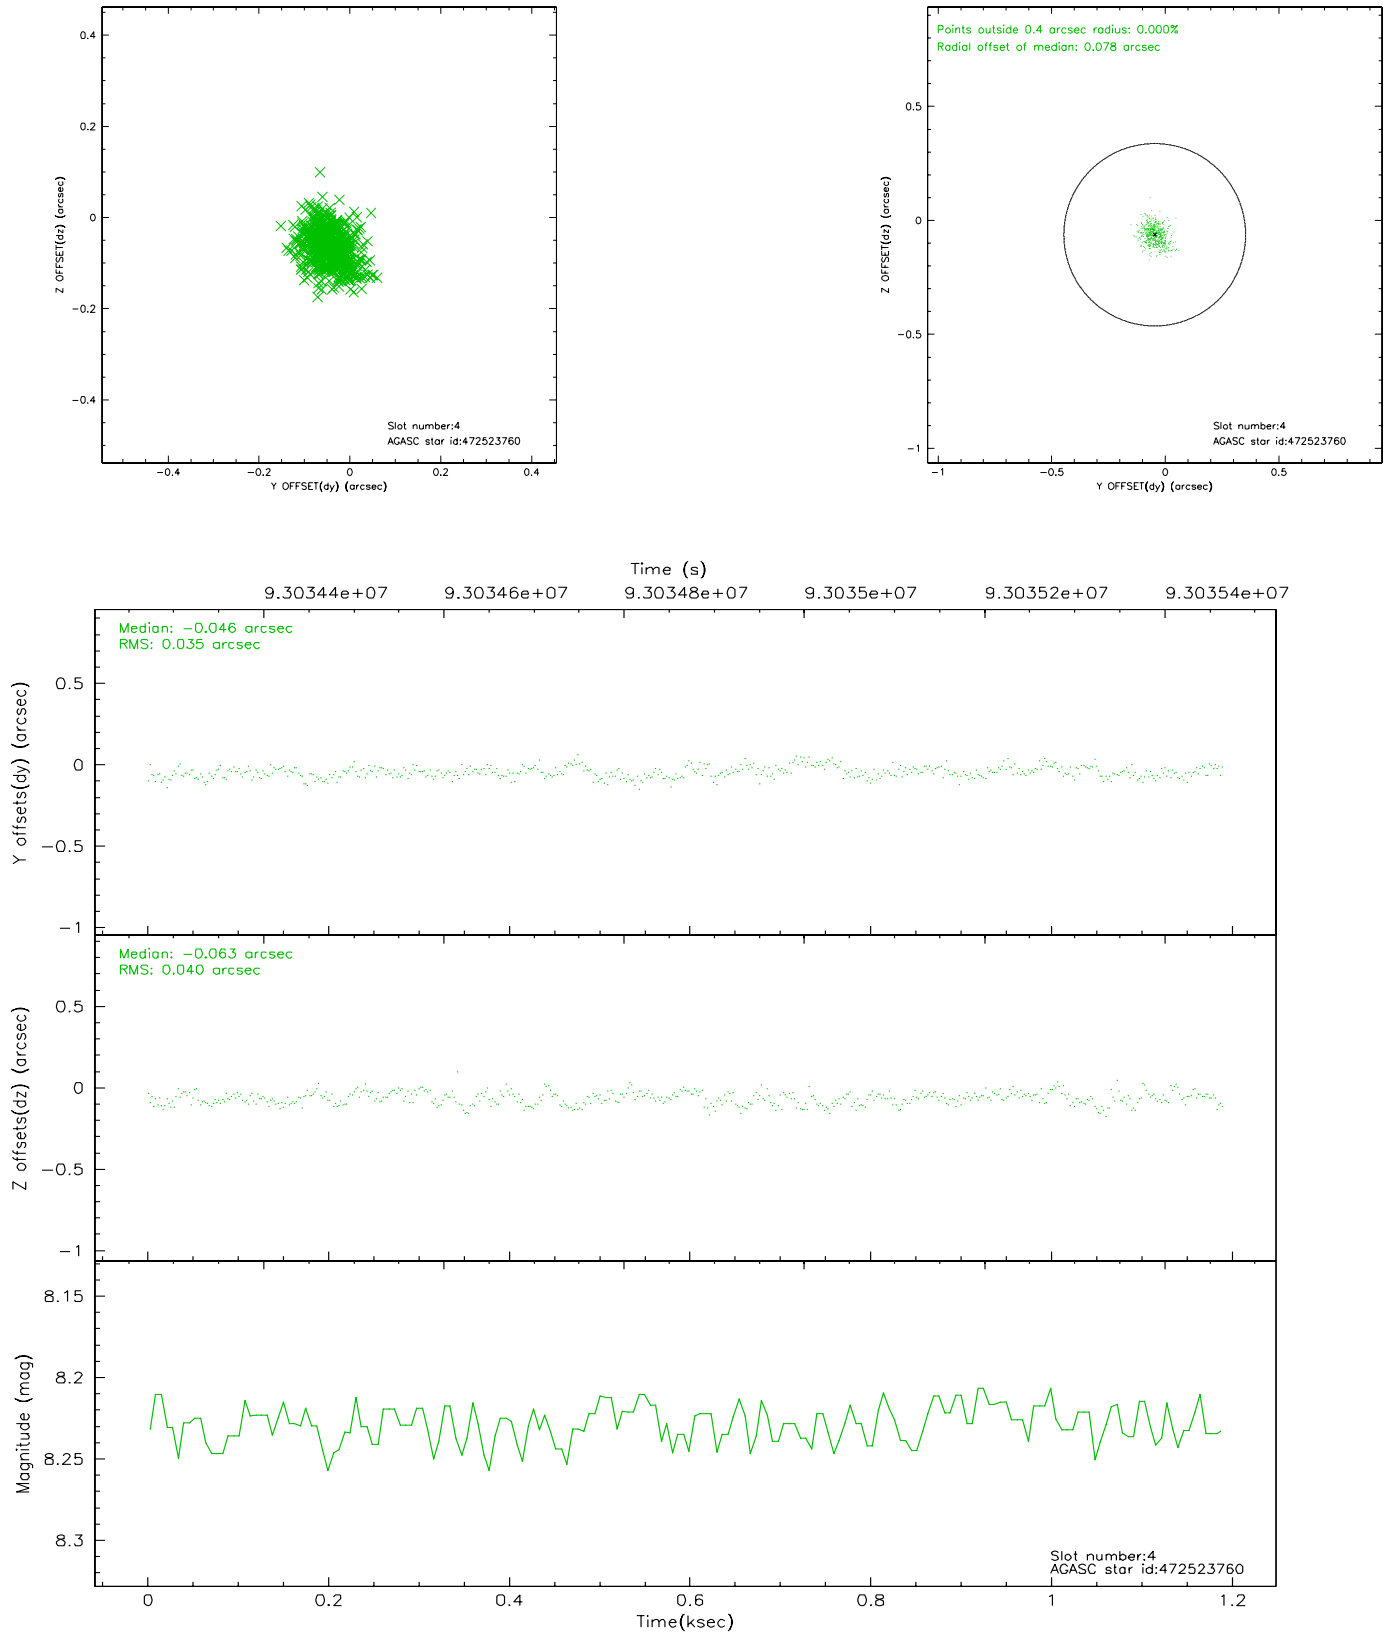 0.4
0.2
0
-0.2
-0.4
Z OFFSET(dz) (arcsec)
Slot number:4
AGASC star id:472523760
-0.4 -0.2 0 0.2 0.4
Y OFFSET(dy) (arcsec)
Points outside 0.4 arcsec radius: 0.000%
Radial offset of median: 0.078 arcsec
0.5
0
-0.5
-1
Z OFFSET(dz) (arcsec)
Slot number:4
AGASC star id:472523760
-1 -0.5 0 0.5
Y OFFSET(dy) (arcsec)
Time (s)
9.30344e+07 9.30346e+07 9.30348e+07 9.3035e+07 9.30352e+07 9.30354e+07
Median: -0.046 arcsec
RMS: 0.035 arcsec
0.5
0
-0.5
-1
Y offsets(dy) (arcsec)
Median: -0.063 arcsec
RMS: 0.040 arcsec
0.5
0
-0.5
-1
Z offsets(dz) (arcsec)
8.15
8.2
8.25
8.3
Magnitude (mag)
Slot number:4
AGASC star id:472523760
0 0.2 0.4 0.6 0.8 1 1.2
Time(ksec)